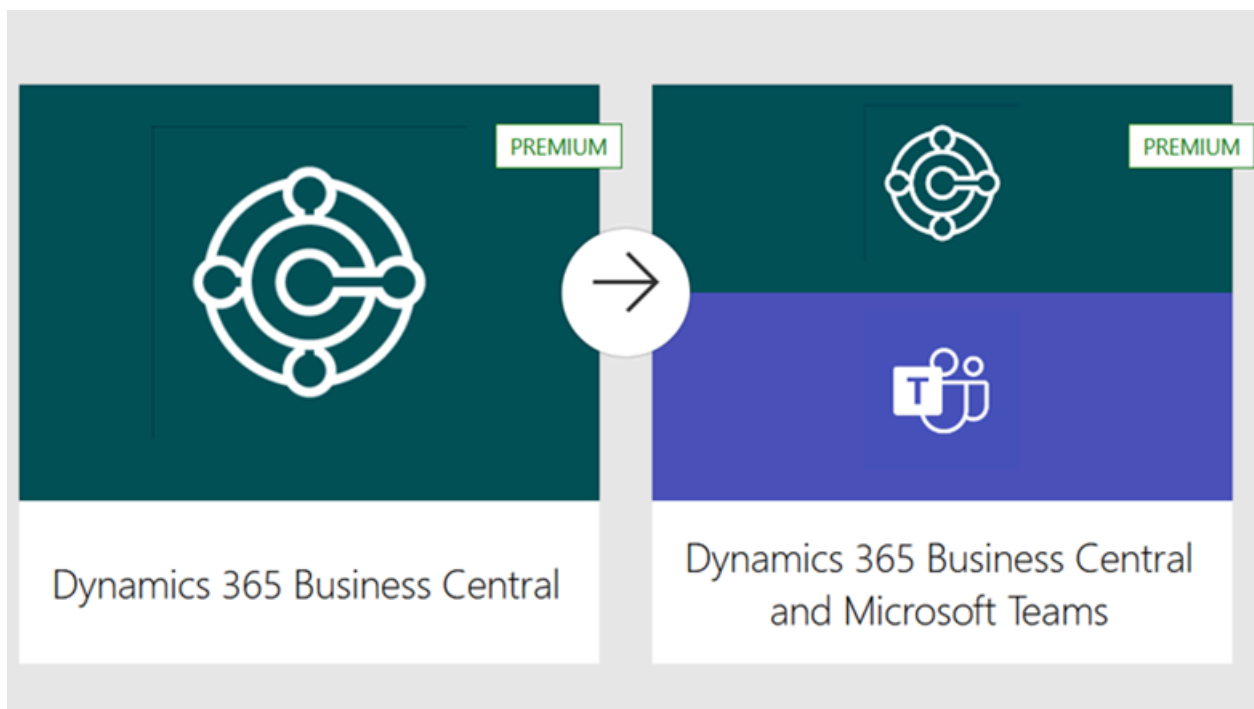 PREMIUM
PREMIUM
T
Dynamics 365 Business Central
Dynamics 365 Business Central
and Microsoft Teams